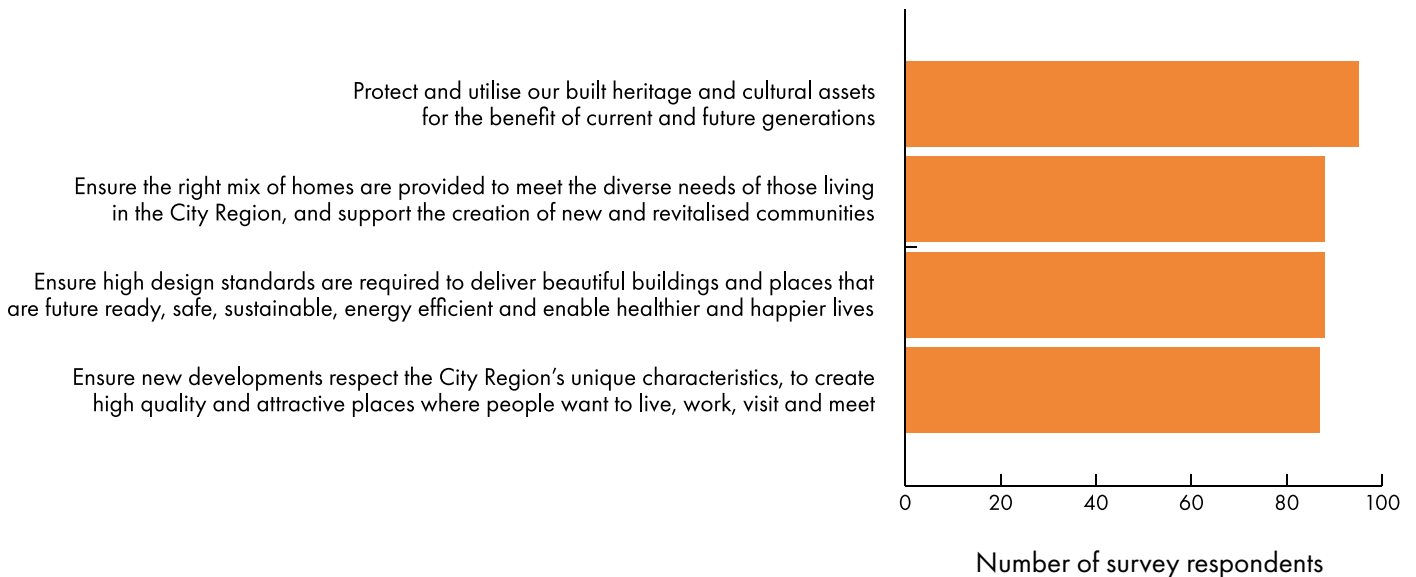 Protect and utilise our built heritage and cultural assets
for the benefit of current and future generations
Ensure the right mix of homes are provided to meet the diverse needs of those living
in the City Region, and support the creation of new and revitalised communities
Ensure high design standards are required to deliver beautiful buildings and places that
are future ready, safe, sustainable, energy efficient and enable healthier and happier lives
Ensure new developments respect the City Region’s unique characteristics, to create
high quality and attractive places where people want to live, work, visit and meet
0 20 40 60 80 100
Number of survey respondents